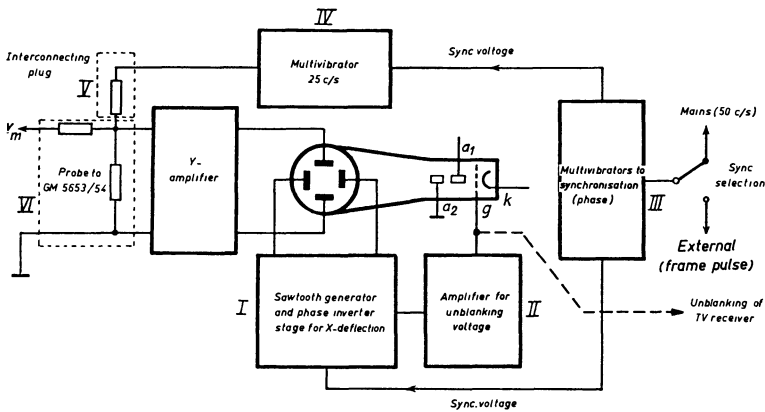 IV
Interconnecting
plug
V
Multivibrator
25 c/s
Sync voltage
Mains (50 c/s)
Vm
Probe to
GM 5653/54
VI
Y-
amplifier
a1
a2
g
k
Multivibrators to
synchronisation
(phase)
III
Sync
selection
External
(frame pulse)
I
Sawtooth generator
and phase inverter
stage for X-deflection
Amplifier for
unblanking
voltage
II
Unblanking of
TV receiver
Sync.voltage